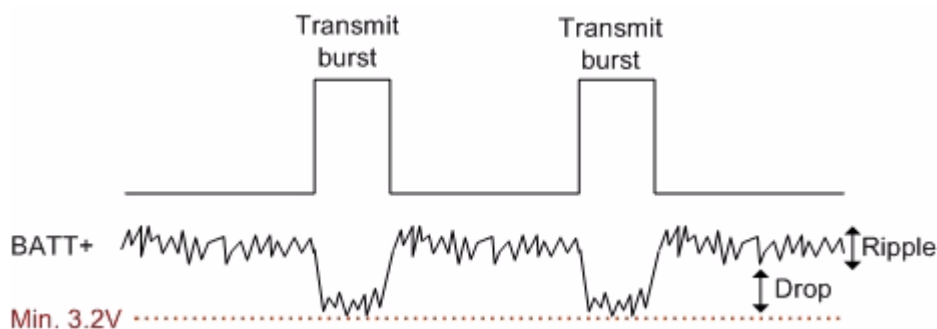 Transmit
burst
Transmit
burst
BATT+
Ripple
Drop
Min. 3.2V